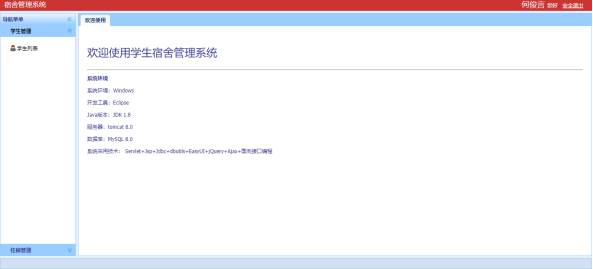 宿舍管理系统
何俊言 您好 安全退出
导航菜单
学生管理
学生列表
住宿管理
欢迎使用
欢迎使用学生宿舍管理系统
系统环境
系统环境：Windows
开发工具：Eclipse
Java版本：JDK 1.8
服务器：tomcat 8.0
数据库：MySQL 8.0
系统采用技术： Servlet+Jsp+Jdbc+dbutils+EasyUI+jQuery+Ajax+面向接口编程